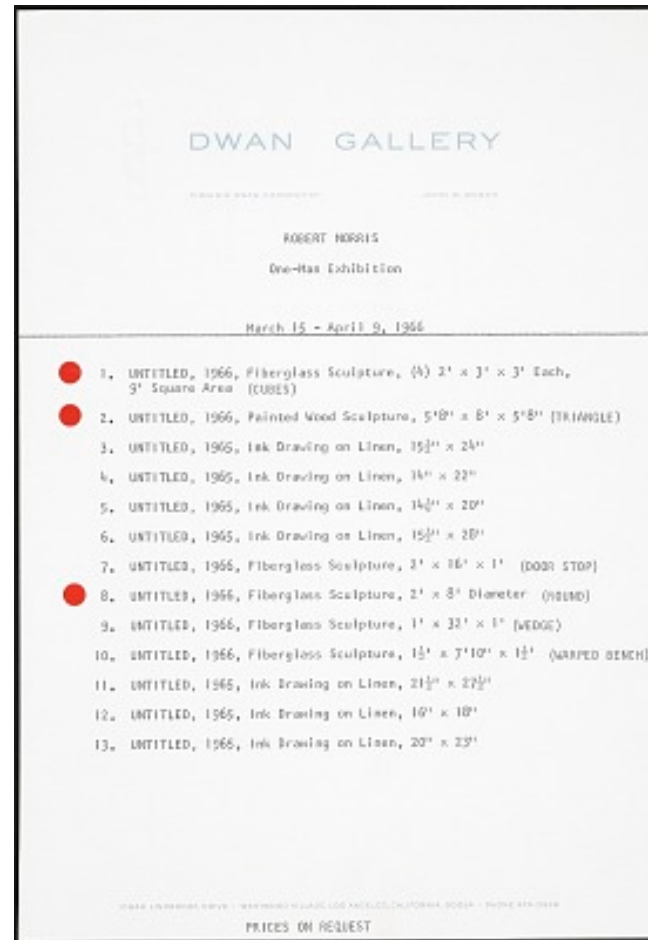 DWAN GALLERY
ROBERT MORRIS
One-Man Exhibition
March 15 - April 9, 1966
1. UNTITLED, 1966, Fiberglass Sculpture, (4) 2' x 3' x 3' Each,
9' Square Area (CUBES)
2. UNTITLED, 1966, Painted Wood Sculpture, 5'8" x 8' x 5'8" (TRIANGLE)
3. UNTITLED, 1965, Ink Drawing on Linen, 15½" x 24"
4. UNTITLED, 1965, Ink Drawing on Linen, 14" x 22"
5. UNTITLED, 1965, Ink Drawing on Linen, x 20"
6. UNTITLED, 1965, Ink Drawing on Linen, 15½" x 28"
7. UNTITLED, 1966, Fiberglass Sculpture, 2' x 16' x 1' (DOOR STOP)
8. UNTITLED, 1966, Fiberglass Sculpture, 2' x 8' Diameter (ROUND)
9. UNTITLED, 1966, Fiberglass Sculpture, 1' x 32' x 1' (WEDGE)
10. UNTITLED, 1966, Fiberglass Sculpture, 1½' x 7'10" x 1½' (WARPED BENCH)
11. UNTITLED, 1965, Ink Drawing on Linen, 21½" x 27½"
12. UNTITLED, 1965, Ink Drawing on Linen, 16" x 18"
13. UNTITLED, 1965, Ink Drawing on Linen, 20" x 23"
PRICES ON REQUEST